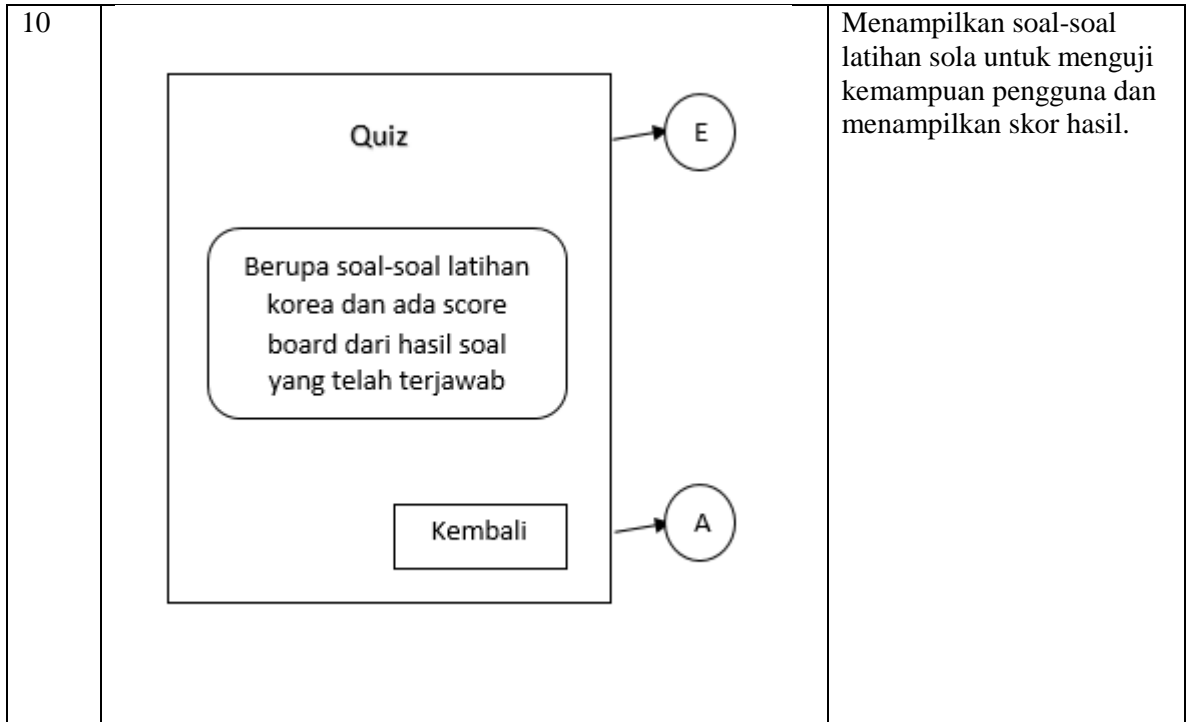 10
Quiz
E
Berupa soal-soal latihan
korea dan ada score
board dari hasil soal
yang telah terjawab
Kembali
A
Menampilkan soal-soal
latihan sola untuk menguji
kemampuan pengguna dan
menampilkan skor hasil.